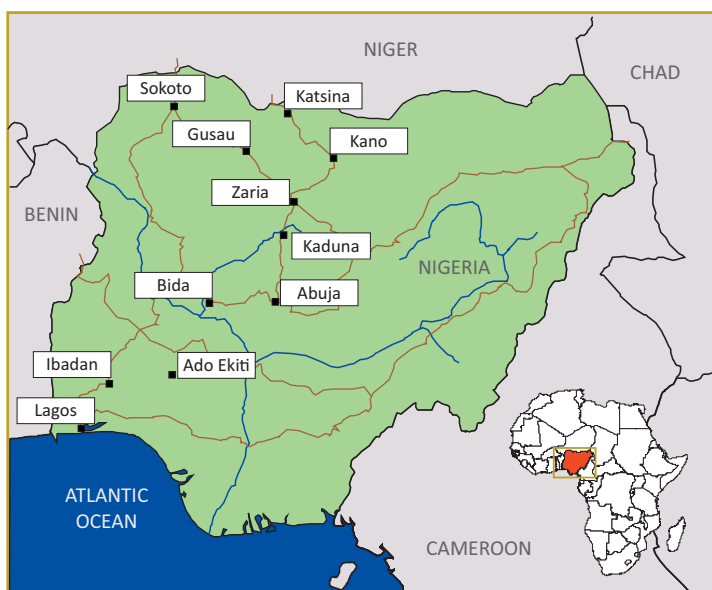 NIGER
CHAD
Sokoto
Katsina
Gusau
Kano
Zaria
BENIN
Kaduna
NIGERIA
Bida
Abuja
Ibadan
Ado Ekiti
Lagos
ATLANTIC
OCEAN
CAMEROON